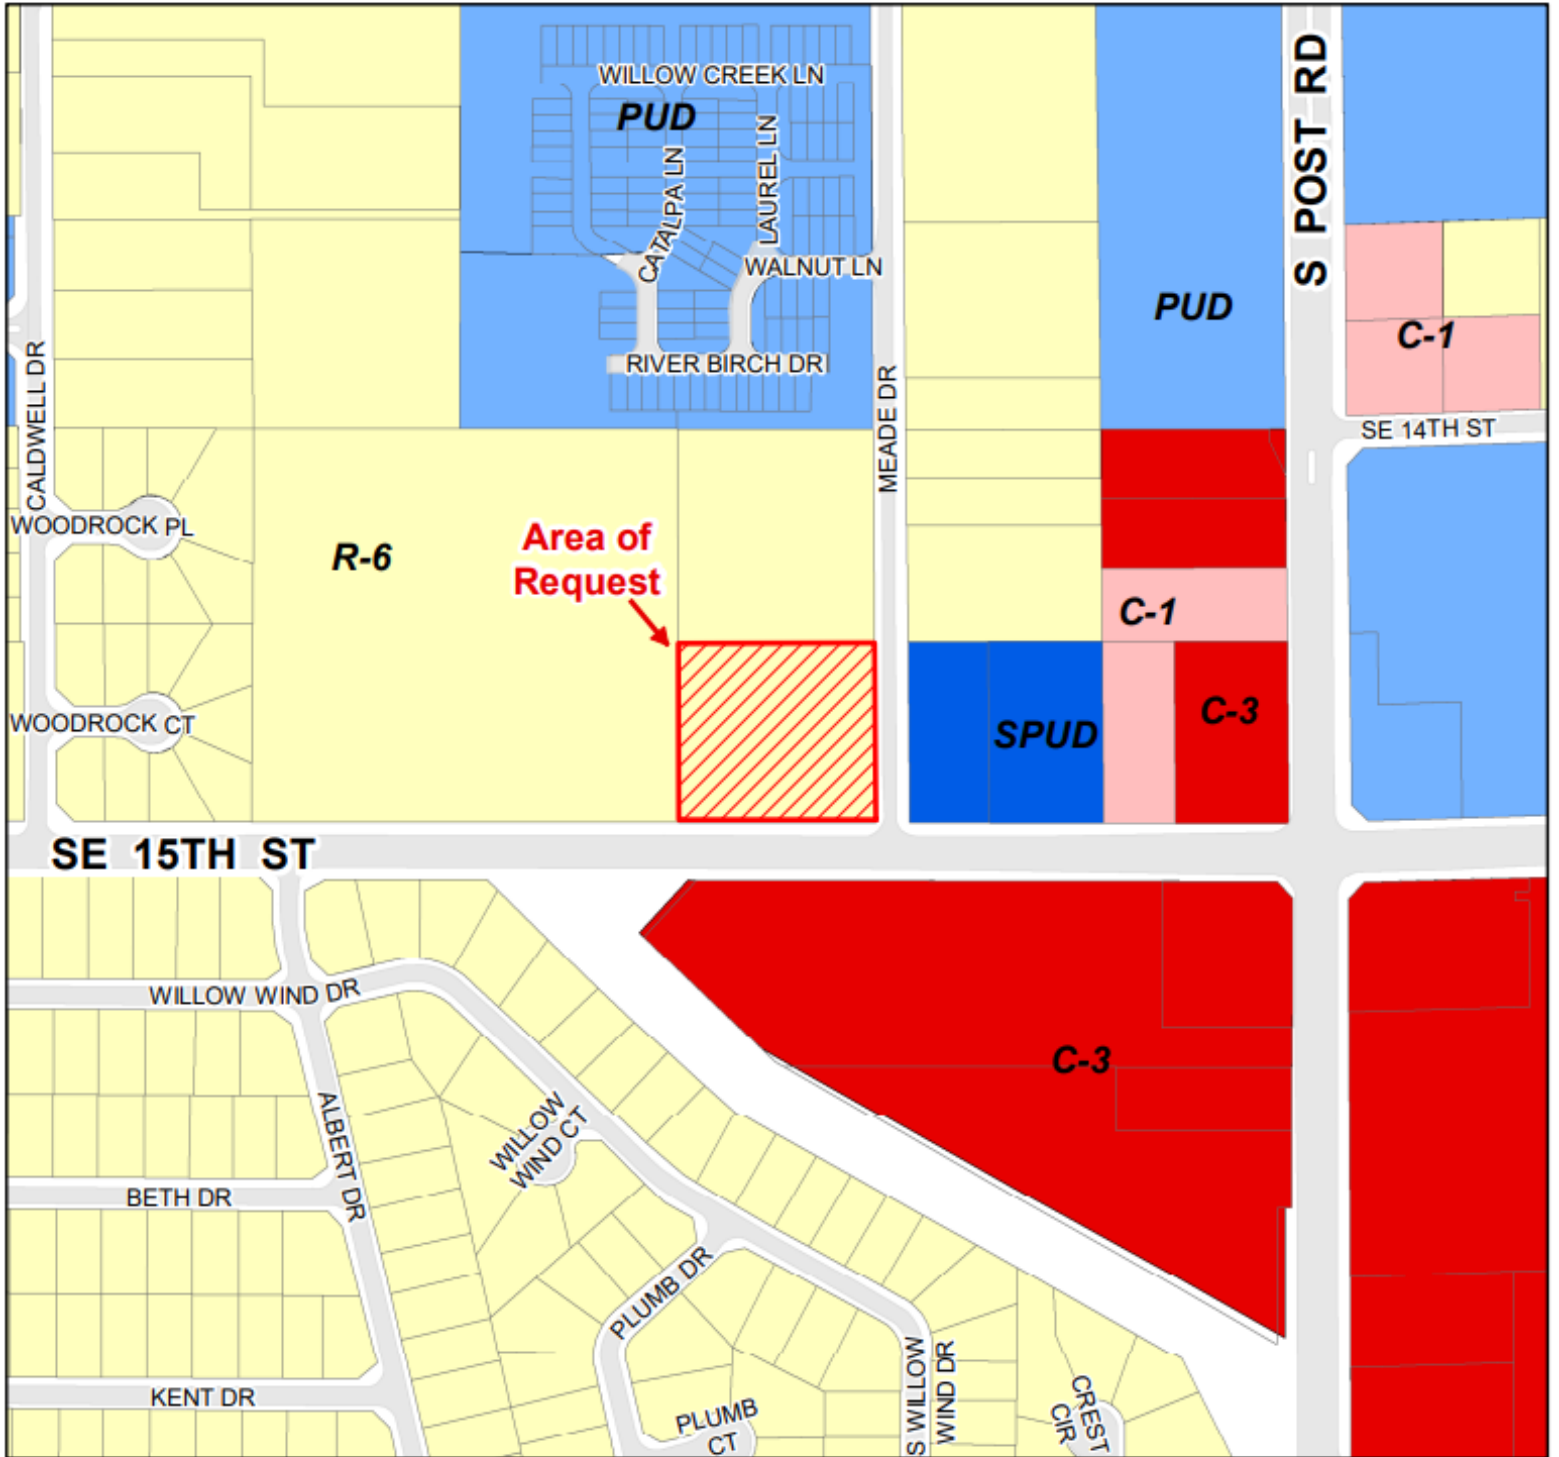 WILLOW CREEK LN
PUD
CATALPA LN
LAUREL LN
WALNUT LN
RIVER BIRCH DR
S POST RD
PUD
C-1
SE 14TH ST
CALDWELL DR
MEADE DR
WOODROCK PL
R-6
Area of
Request
C-1
WOODROCK CT
SPUD
C-3
SE 15TH ST
WILLOW WIND DR
C-3
ALBERT DR
WILLOW
WIND CT
BETH DR
PLUMB DR
S WILLOW
WIND DR
KENT DR
PLUMB
CT
CREST
CIR